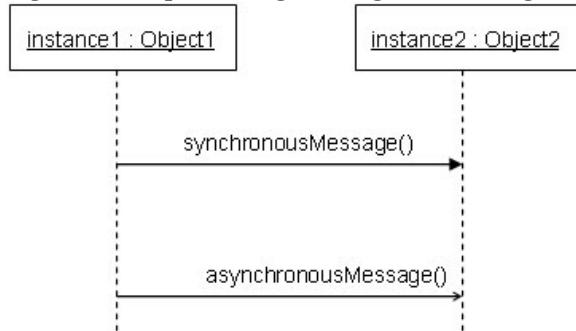 instance1 : Object1
instance2 : Object2
synchronousMessage()
asynchronousMessage()